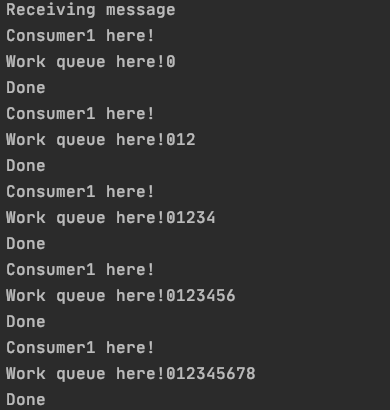 Receiving message
Consumer1 here!
Work queue here!0
Done
Consumer1 here!
Work queue here!012
Done
Consumer1 here!
Work queue here!01234
Done
Consumer1 here!
Work queue here!0123456
Done
Consumer1 here!
Work queue here!012345678
Done